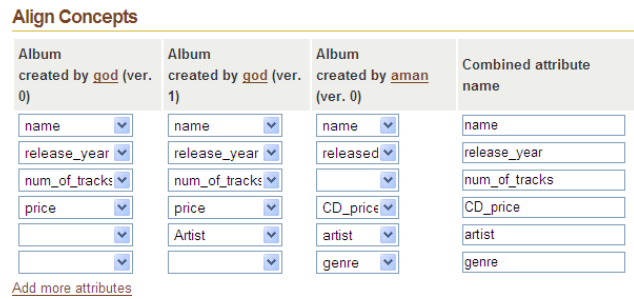 Align Concepts
Album created by god (ver. 0)
Album created by god (ver. 1)
Album created by aman (ver. 0)
Combined attribute name
name name name name
release_year release_year released release_year
num_of_tracks num_of_tracks num_of_tracks
price price CD_price CD_price
Artist artist artist
genre genre
Add more attributes